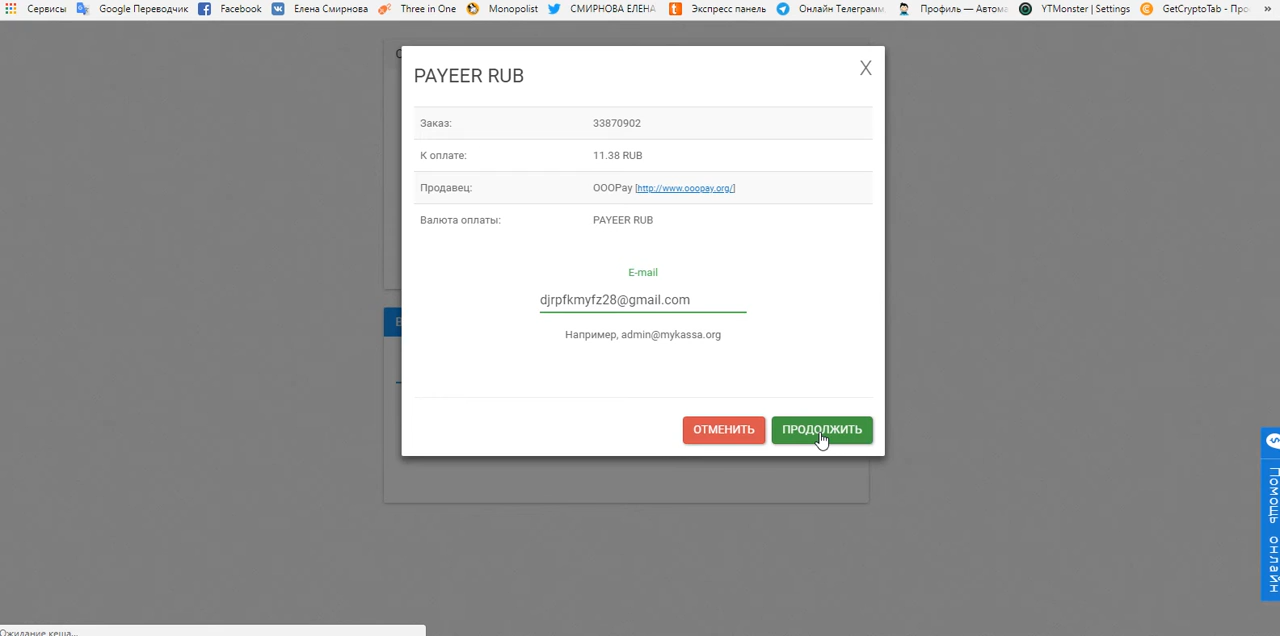 Сервисы Google Переводчик Facebook Елена Смирнова Three in One Monopolist СМИРНОВА ЕЛЕНА Экспресс панель Онлайн Телеграмм Профиль — Автома YTMonster | Settings GetCryptoTab - Про »
PAYEER RUB X
Заказ: 33870902
К оплате: 11.38 RUB
Продавец: OOOPay [http://www.ooopay.org/]
Валюта оплаты: PAYEER RUB
E-mail
djrpfkmyfz28@gmail.com
Например, admin@mykassa.org
ОТМЕНИТЬ ПРОДОЛЖИТЬ
Помощь онлайн
Ожидание кеша...